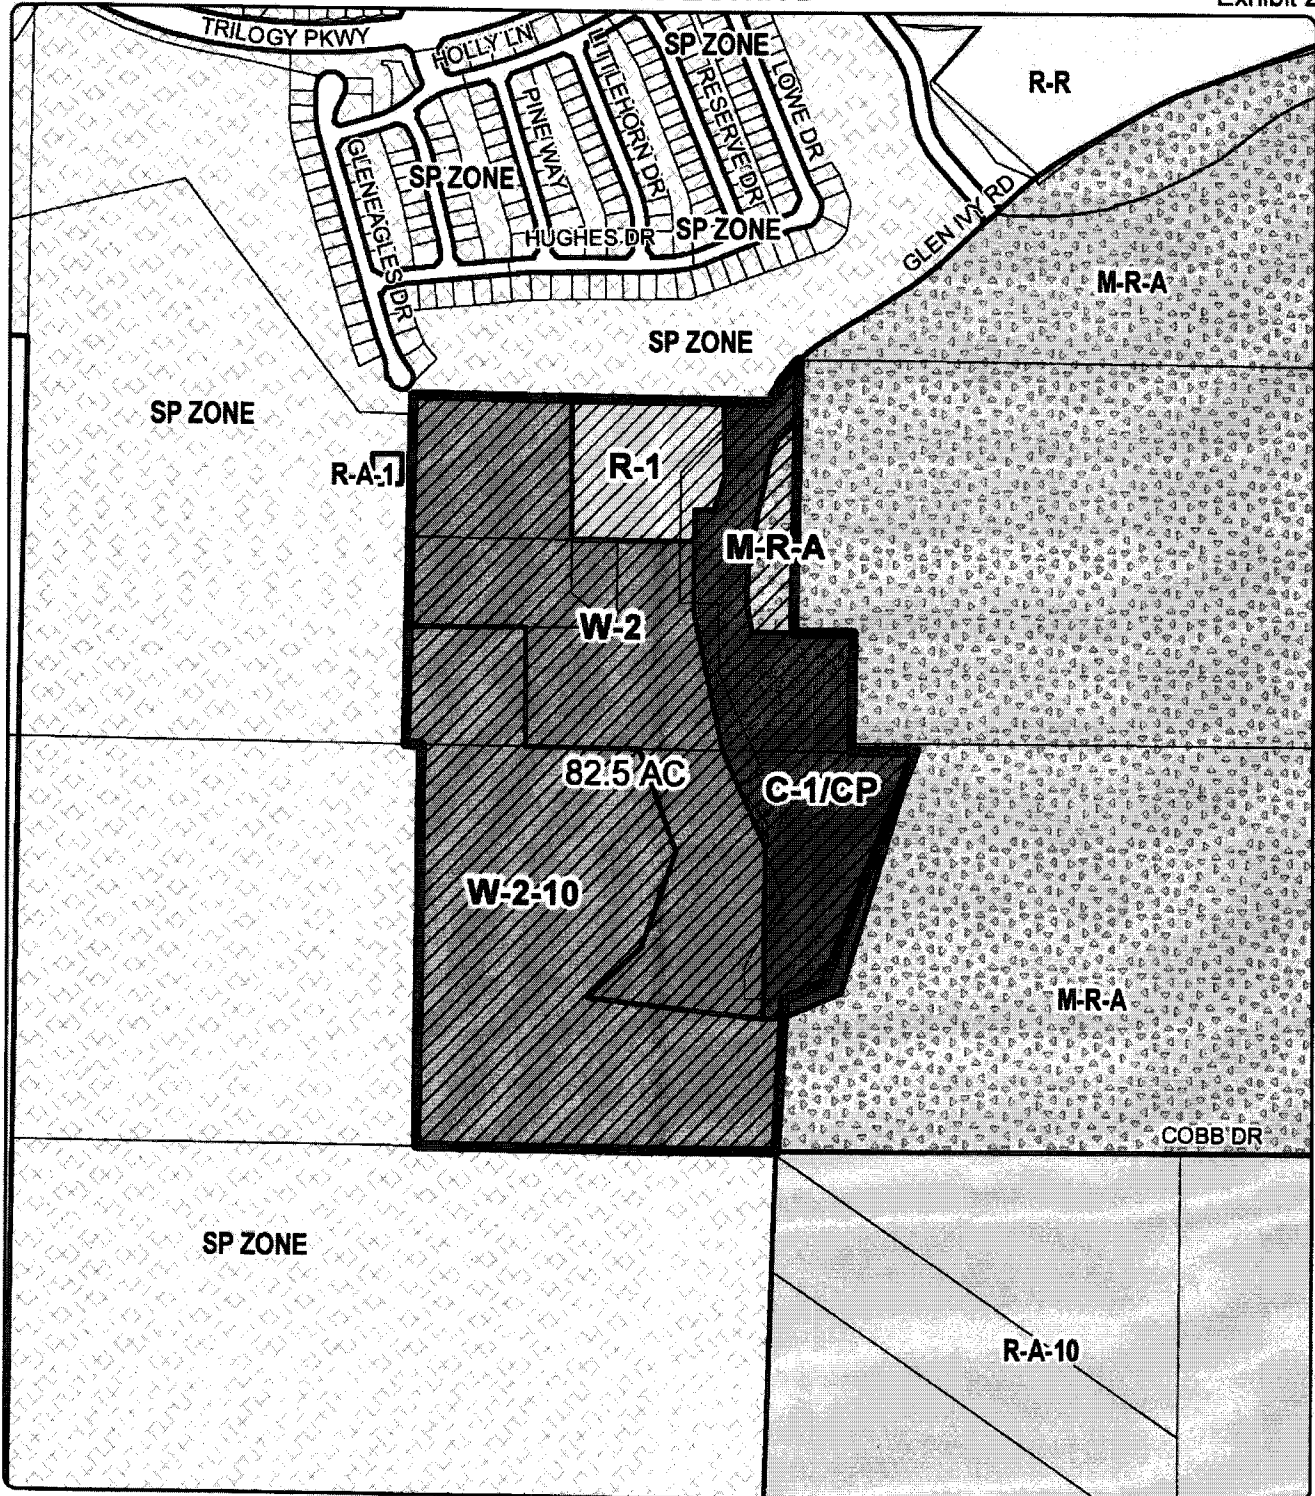 Exhibit 2
TRILOGY PKWY
HOLLY LN
SP ZONE
R-R
LITTLEHORN DR
RESERVE DR
LOWE DR
PINE WAY
GLENEAGLES DR
SP ZONE
SP ZONE
HUGHES DR
GLEN IVY RD
M-R-A
SP ZONE
SP ZONE
R-A-1
R-1
M-R-A
W-2
82.5 AC
C-1/CP
W-2-10
M-R-A
COBB DR
SP ZONE
R-A-10